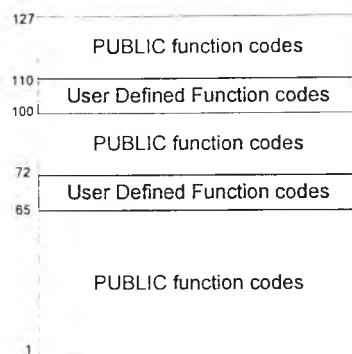 127
PUBLIC function codes
110
User Defined Function codes
100
PUBLIC function codes
72
User Defined Function codes
65
PUBLIC function codes
1